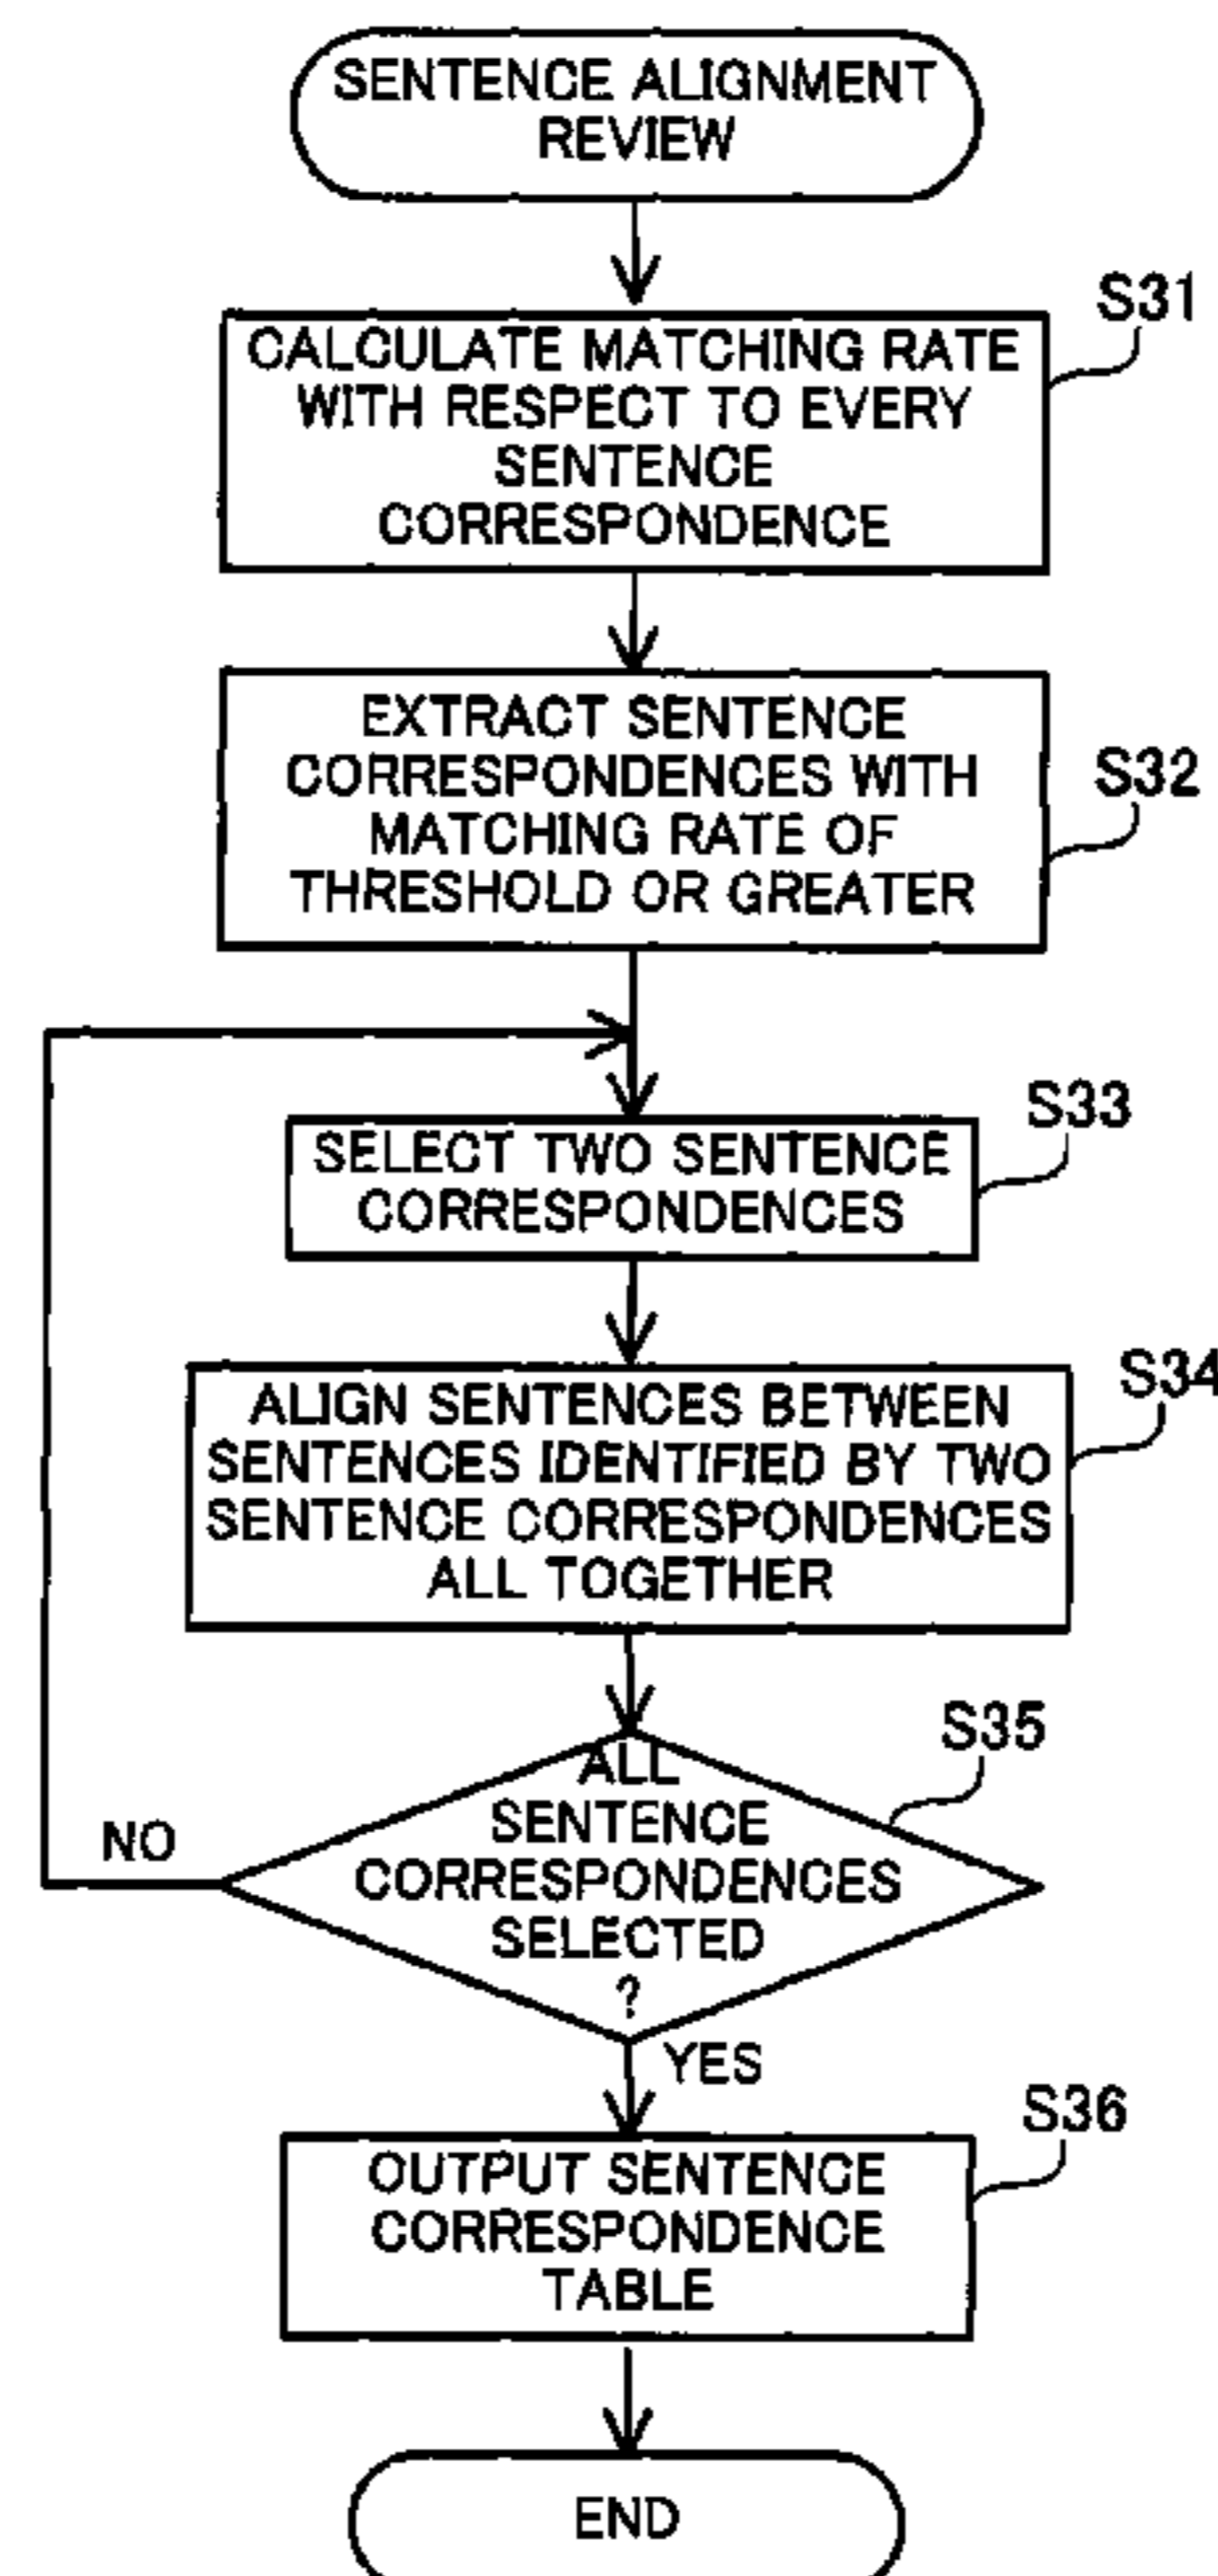 SENTENCE ALIGNMENT
REVIEW
S31
CALCULATE MATCHING RATE
WITH RESPECT TO EVERY
SENTENCE
CORRESPONDENCE
S32
EXTRACT SENTENCE
CORRESPONDENCES WITH
MATCHING RATE OF
THRESHOLD OR GREATER
S33
SELECT TWO SENTENCE
CORRESPONDENCES
S34
ALIGN SENTENCES BETWEEN
SENTENCES IDENTIFIED BY TWO
SENTENCE CORRESPONDENCES
ALL TOGETHER
S35
ALL
SENTENCE
CORRESPONDENCES
SELECTED
?
NO
YES
S36
OUTPUT SENTENCE
CORRESPONDENCE
TABLE
END